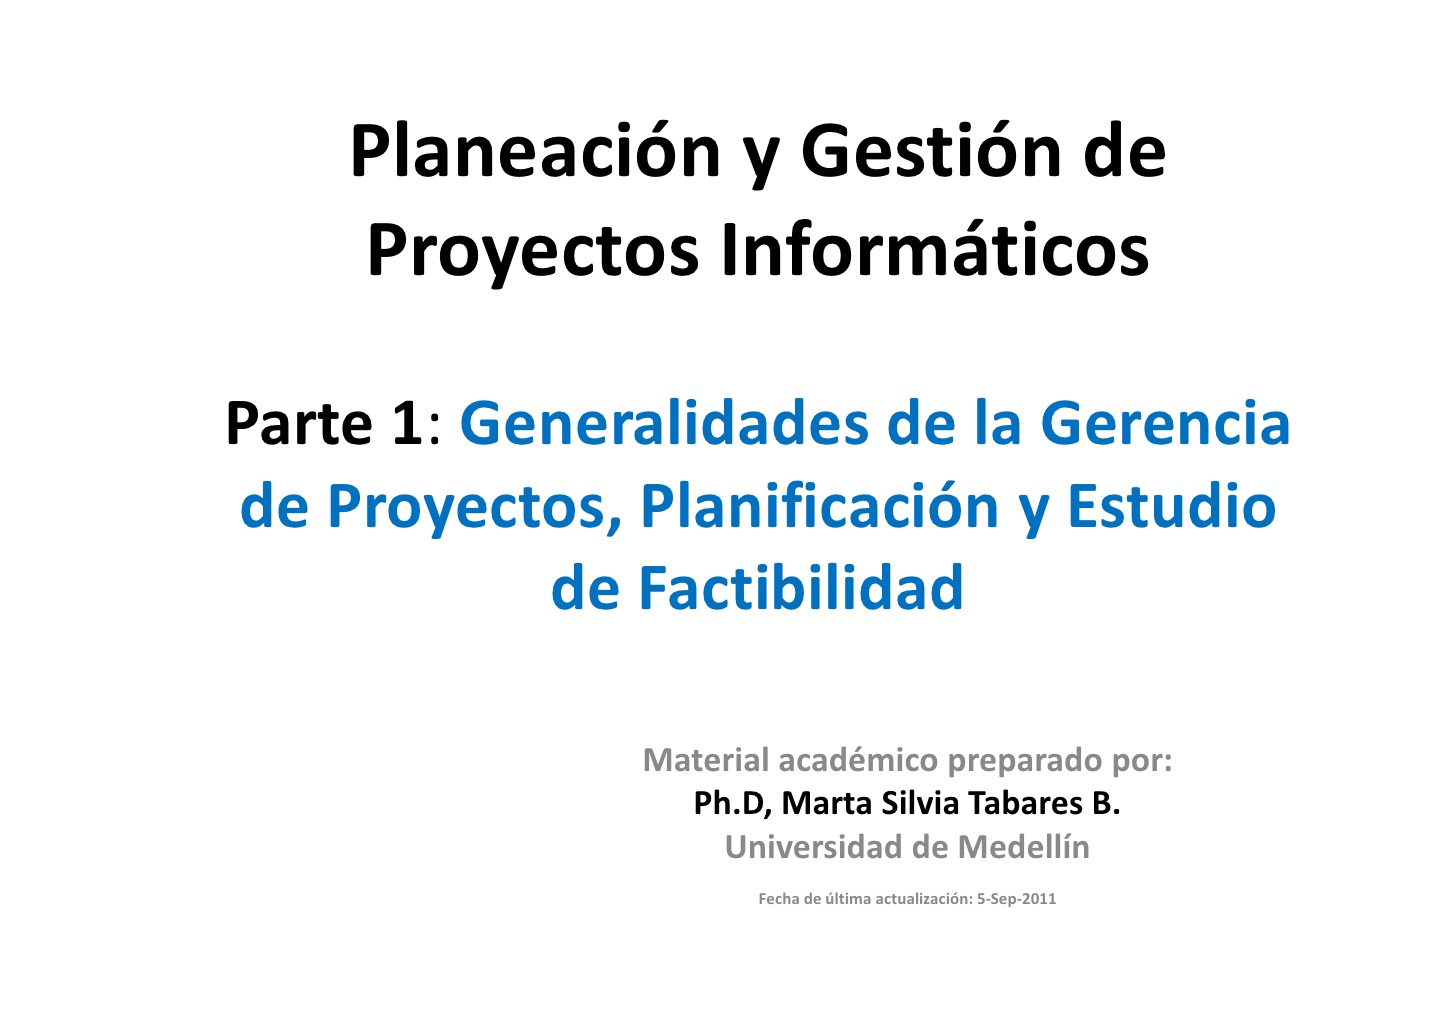 Planeación y Gestión de
Proyectos Informáticos
Parte 1: Generalidades de la Gerencia
de Proyectos, Planificación y Estudio
de Factibilidad
Material académico preparado por:
Ph.D, Marta Silvia Tabares B.
Universidad de Medellín
Fecha de última actualización: 5-Sep-2011